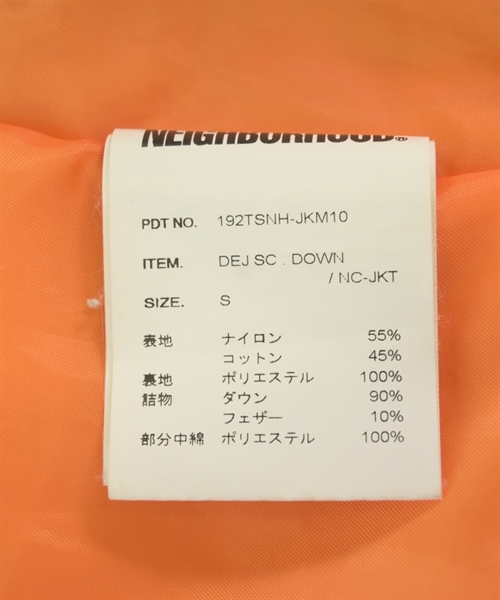 NEIGHBORHOOD®
PDT NO. 192TSNH-JKM10
ITEM. DEJ SC . DOWN
/ NC-JKT
SIZE. S
表地 ナイロン 55%
コットン 45%
裏地 ポリエステル 100%
詰物 ダウン 90%
フェザー 10%
部分中綿 ポリエステル 100%